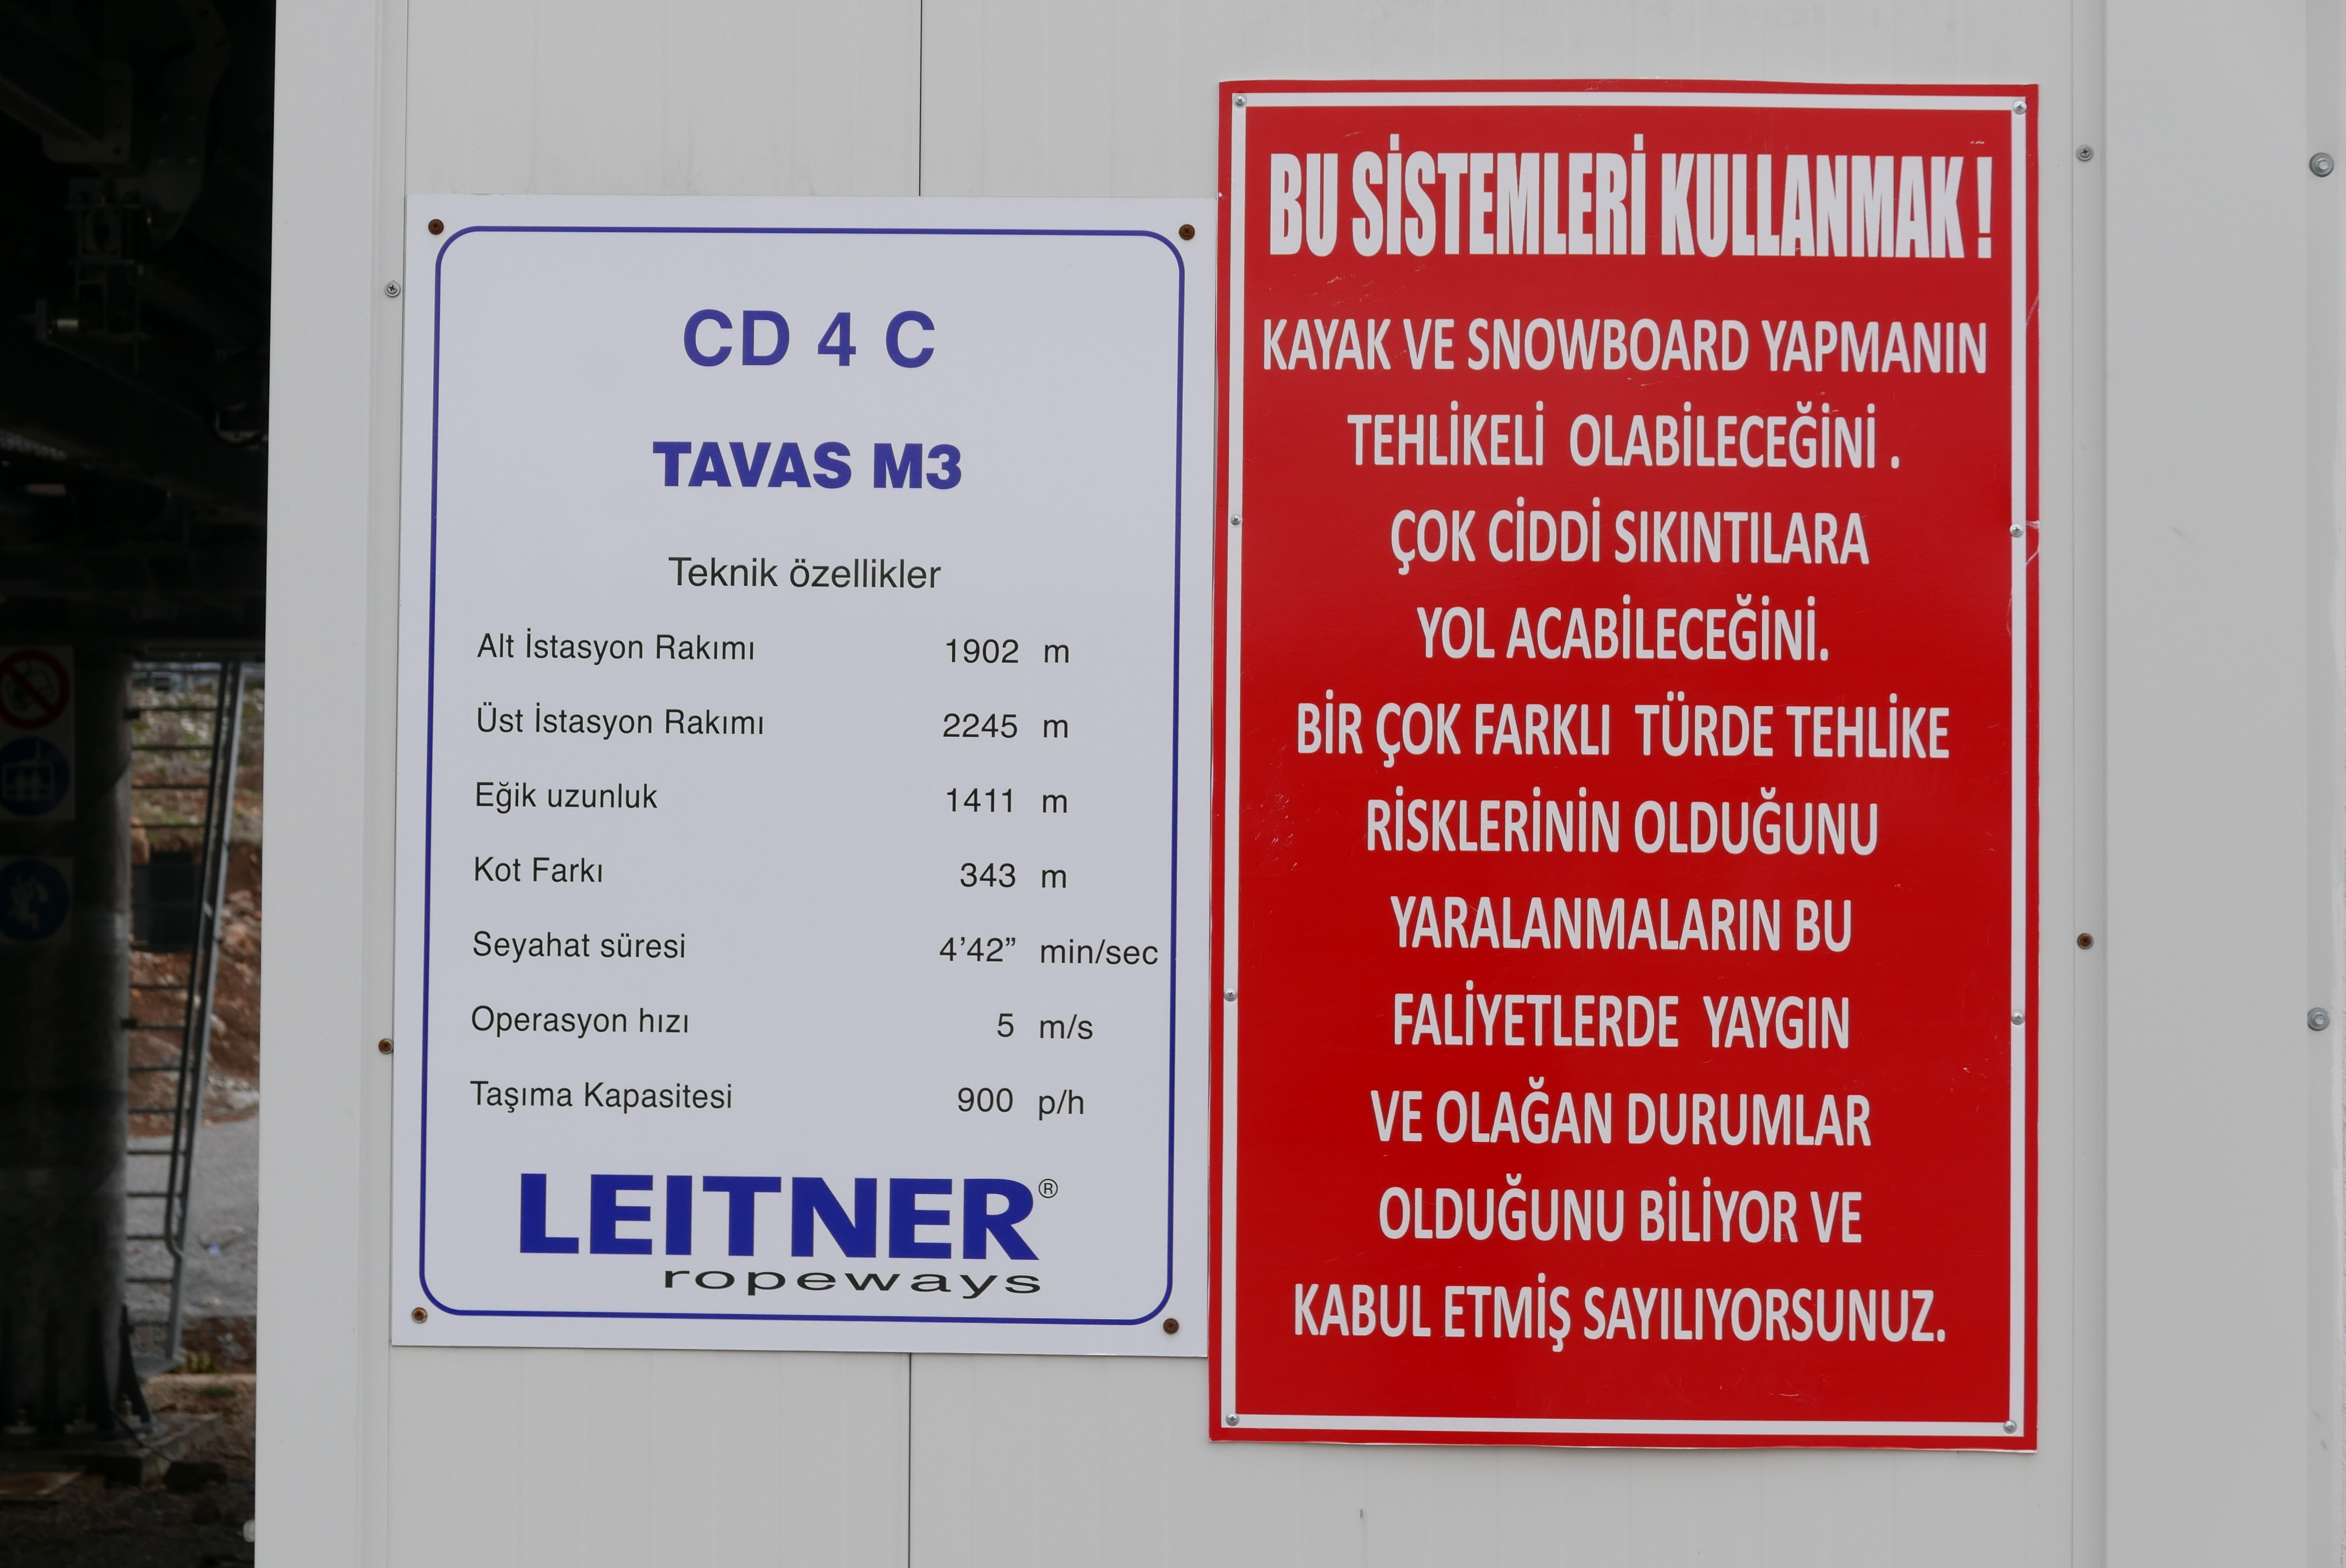 CD 4 C
TAVAS M3
Teknik özellikler
Alt İstasyon Rakımı 1902 m
Üst İstasyon Rakımı 2245 m
Eğik uzunluk 1411 m
Kot Farkı 343 m
Seyahat süresi 4’42” min/sec
Operasyon hızı 5 m/s
Taşıma Kapasitesi 900 p/h
LEITNER®
ropeways
BU SİSTEMLERİ KULLANMAK !
KAYAK VE SNOWBOARD YAPMANIN
TEHLİKELİ OLABİLECEĞİNİ .
ÇOK CİDDİ SIKINTILARA
YOL ACABİLECEĞİNİ.
BİR ÇOK FARKLI TÜRDE TEHLİKE
RİSKLERİNİN OLDUĞUNU
YARALANMALARIN BU
FALİYETLERDE YAYGIN
VE OLAĞAN DURUMLAR
OLDUĞUNU BİLİYOR VE
KABUL ETMİŞ SAYILIYORSUNUZ.